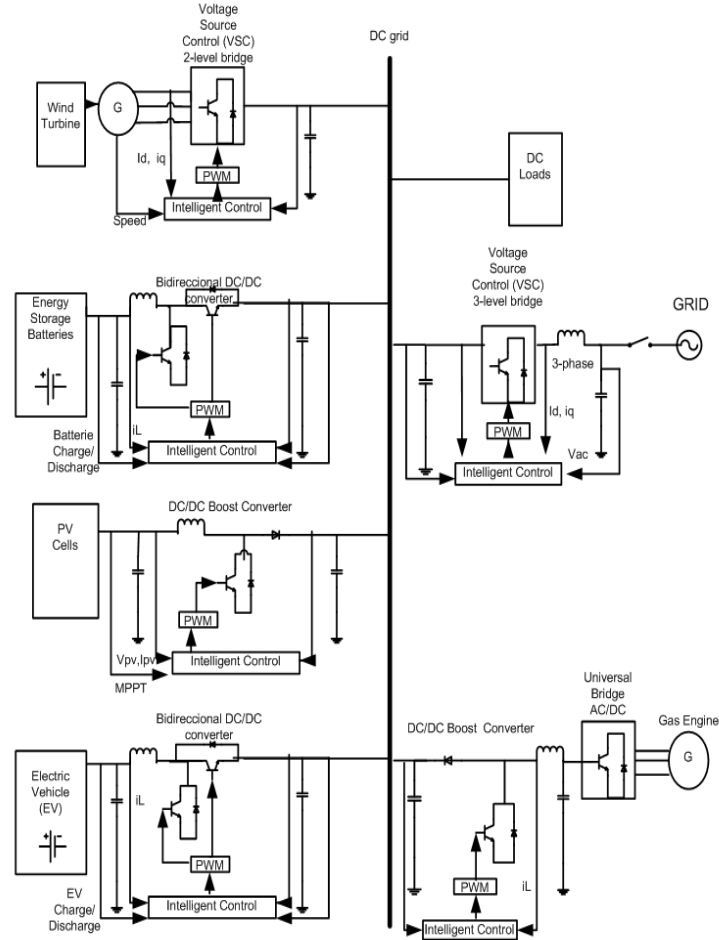 Voltage
Source
Control (VSC)
2-level bridge
DC grid
Wind
Turbine
G
Id, iq
PWM
Intelligent Control
Speed
DC
Loads
Bidireccional DC/DC
converter
Energy
Storage
Batteries
iL
PWM
Intelligent Control
Batterie
Charge/
Discharge
Voltage
Source
Control (VSC)
3-level bridge
GRID
3-phase
Id, iq
PWM
Vac
Intelligent Control
DC/DC Boost Converter
PV
Cells
PWM
Vpv,Ipv
Intelligent Control
MPPT
Bidireccional DC/DC
converter
Electric
Vehicle
(EV)
iL
PWM
EV
Charge/
Discharge
Intelligent Control
Universal
Bridge
AC/DC
Gas Engine
DC/DC Boost Converter
G
PWM
iL
Intelligent Control